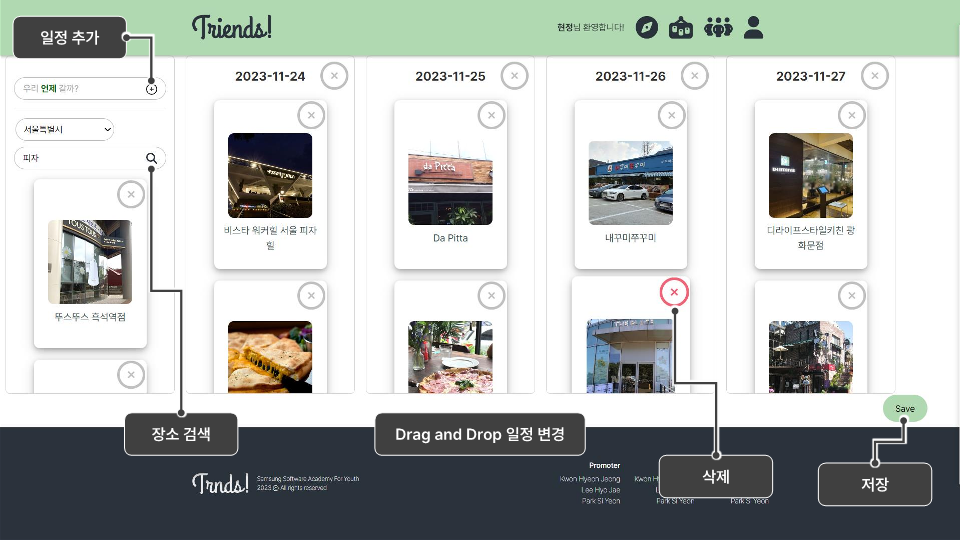 일정 추가
Triends!
현정님 환영합니다!
우리 언제 갈까?
서울특별시
피자
뚜스뚜스 흑석역점
2023-11-24
비스타 워커힐 서울 피자
힐
2023-11-25
da Pitta
Da Pitta
2023-11-26
내꾸미쭈꾸미
2023-11-27
디라이프스타일키친 광
화문점
Save
장소 검색
Drag and Drop 일정 변경
삭제
저장
Trnds!
Samsung Software Academy For Youth
2023 ⓒ All rights reserved
Promoter
Kwon Hyeon Jeong
Lee Hyo Jae
Park Si Yeon
Kwon H
Park Si Yeon
Park Si Yeon